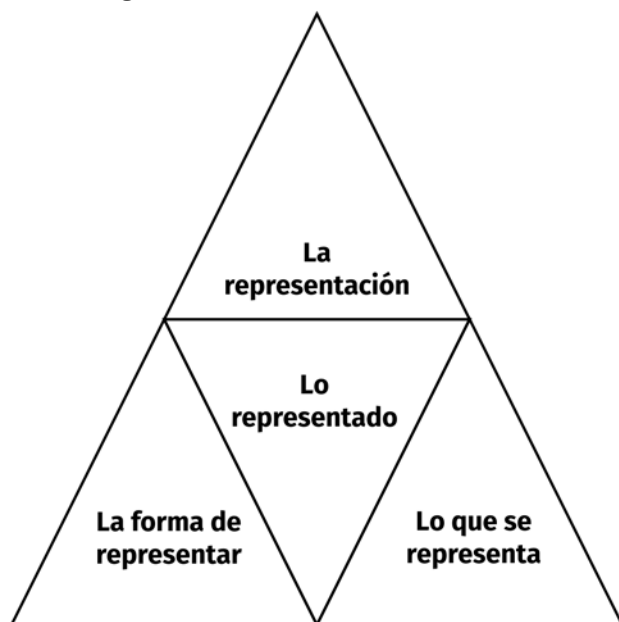 La
representación
Lo
representado
La forma de
representar
Lo que se
representa